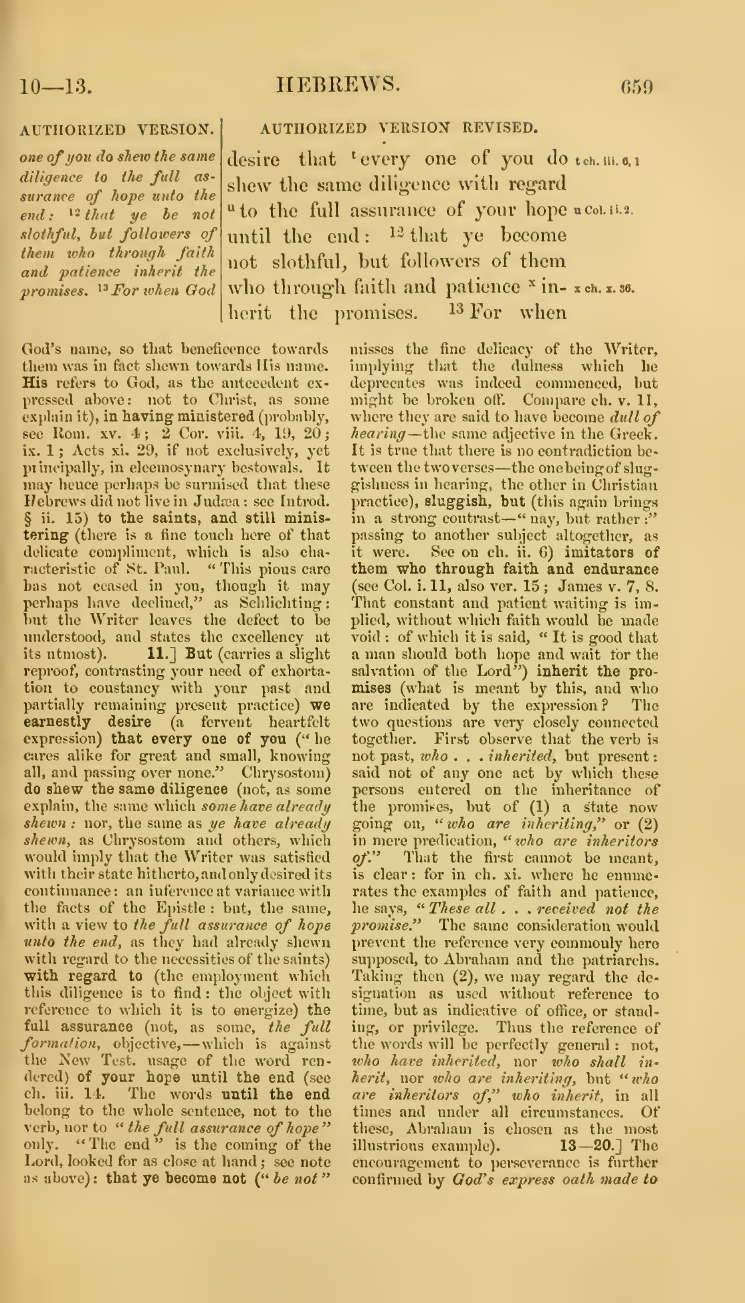 10—13.
HEBREWS.
659
AUTHORIZED VERSION.
one of you do shew the same
diligence to the full as-
surance of hope unto the
end: 12 that ye be not
slothful, but followers of
them who through faith
and patience inherit the
promises. 13 For when God
AUTHORIZED VERSION REVISED.
desire that t every one of you do
shew the same diligence with regard
u to the full assurance of your hope
until the end: 12 that ye become
not slothful, but followers of them
who through faith and patience x in-
herit the promises. 13 For when
t ch. iii. 6, 1
u Col. ii. 2.
x ch. x. 36.
God's name, so that beneficence towards
them was in fact shewn towards His name.
His refers to God, as the antecedent ex-
pressed above: not to Christ, as some
explain it), in having ministered (probably,
see Rom. xv. 4; 2 Cor. viii. 4, 19, 20;
ix. 1; Acts xi. 29, if not exclusively, yet
principally, in eleemosynary bestowals. It
may hence perhaps be surmised that these
Hebrews did not live in Judæa: see Introd.
§ ii. 15) to the saints, and still minis-
tering (there is a fine touch here of that
delicate compliment, which is also cha-
racteristic of St. Paul. “This pious care
has not ceased in you, though it may
perhaps have declined,” as Schlichting:
but the Writer leaves the defect to be
understood, and states the excellency at
its utmost). 11.] But (carries a slight
reproof, contrasting your need of exhorta-
tion to constancy with your past and
partially remaining present practice) we
earnestly desire (a fervent heartfelt
expression) that every one of you (“he
cares alike for great and small, knowing
all, and passing over none.” Chrysostom)
do shew the same diligence (not, as some
explain, the same which some have already
shewn: nor, the same as ye have already
shewn, as Chrysostom and others, which
would imply that the Writer was satisfied
with their state hitherto, and only desired its
continuance: an inference at variance with
the facts of the Epistle: but, the same,
with a view to the full assurance of hope
unto the end, as they had already shewn
with regard to the necessities of the saints)
with regard to (the employment which
this diligence is to find: the object with
reference to which it is to energize) the
full assurance (not, as some, the full
formation, objective,—which is against
the New Test. usage of the word ren-
dered) of your hope until the end (see
ch. iii. 14. The words until the end
belong to the whole sentence, not to the
verb, nor to “the full assurance of hope”
only. “The end” is the coming of the
Lord, looked for as close at hand; see note
as above): that ye become not (“be not”
misses the fine delicacy of the Writer,
implying that the dulness which he
deprecates was indeed commenced, but
might be broken off. Compare ch. v. 11,
where they are said to have become dull of
hearing—the same adjective in the Greek.
It is true that there is no contradiction be-
tween the two verses—the one being of slug-
gishness in hearing, the other in Christian
practice), sluggish, but (this again brings
in a strong contrast—“nay, but rather:”
passing to another subject altogether, as
it were. See on ch. ii. 6) imitators of
them who through faith and endurance
(see Col. i. 11, also ver. 15; James v. 7, 8.
That constant and patient waiting is im-
plied, without which faith would be made
void: of which it is said, “It is good that
a man should both hope and wait for the
salvation of the Lord”) inherit the pro-
mises (what is meant by this, and who
are indicated by the expression? The
two questions are very closely connected
together. First observe that the verb is
not past, who . . . inherited, but present:
said not of any one act by which these
persons entered on the inheritance of
the promises, but of (1) a state now
going on, “who are inheriting,” or (2)
in mere predication, “who are inheritors
of.” That the first cannot be meant,
is clear: for in ch. xi. where he enume-
rates the examples of faith and patience,
he says, “These all . . . received not the
promise.” The same consideration would
prevent the reference very commonly here
supposed, to Abraham and the patriarchs.
Taking then (2), we may regard the de-
signation as used without reference to
time, but as indicative of office, or stand-
ing, or privilege. Thus the reference of
the words will be perfectly general: not,
who have inherited, nor who shall in-
herit, nor who are inheriting, but “who
are inheritors of,” who inherit, in all
times and under all circumstances. Of
these, Abraham is chosen as the most
illustrious example). 13—20.] The
encouragement to perseverance is further
confirmed by God's express oath made to